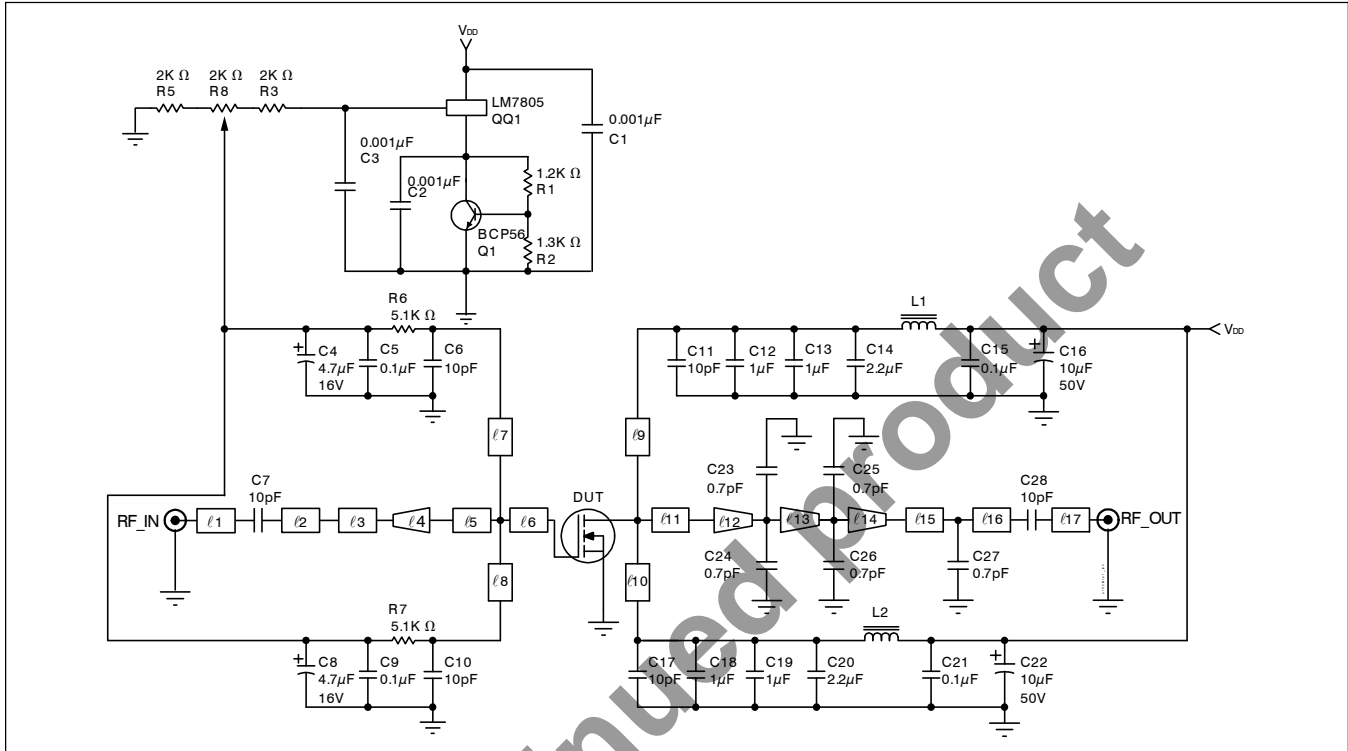 VDD
2K Ω
R5
2K Ω
R8
2K Ω
R3
LM7805
QQ1
0.001µF
C1
0.001µF
C3
0.001µF
C2
1.2K Ω
R1
BCP56
Q1
1.3K Ω
R2
R6
5.1K Ω
C4
4.7µF
16V
C5
0.1µF
C6
10pF
L1
VDD
C11
10pF
C12
1µF
C13
1µF
C14
2.2µF
C15
0.1µF
C16
10µF
50V
ℓ7
ℓ9
C23
0.7pF
C25
0.7pF
RF_IN
ℓ1
C7
10pF
ℓ2
ℓ3
ℓ4
ℓ5
ℓ6
DUT
ℓ11
ℓ12
ℓ13
ℓ14
ℓ15
ℓ16
C28
10pF
ℓ17
RF_OUT
ℓ8
ℓ10
C24
0.7pF
C26
0.7pF
C27
0.7pF
R7
5.1K Ω
C8
4.7µF
16V
C9
0.1µF
C10
10pF
L2
C17
10pF
C18
1µF
C19
1µF
C20
2.2µF
C21
0.1µF
C22
10µF
50V
nued product